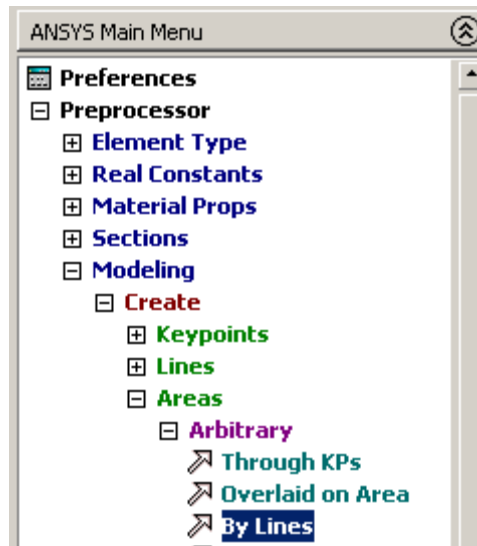 ANSYS Main Menu
Preferences
Preprocessor
Element Type
Real Constants
Material Props
Sections
Modeling
Create
Keypoints
Lines
Areas
Arbitrary
Through KPs
Overlaid on Area
By Lines